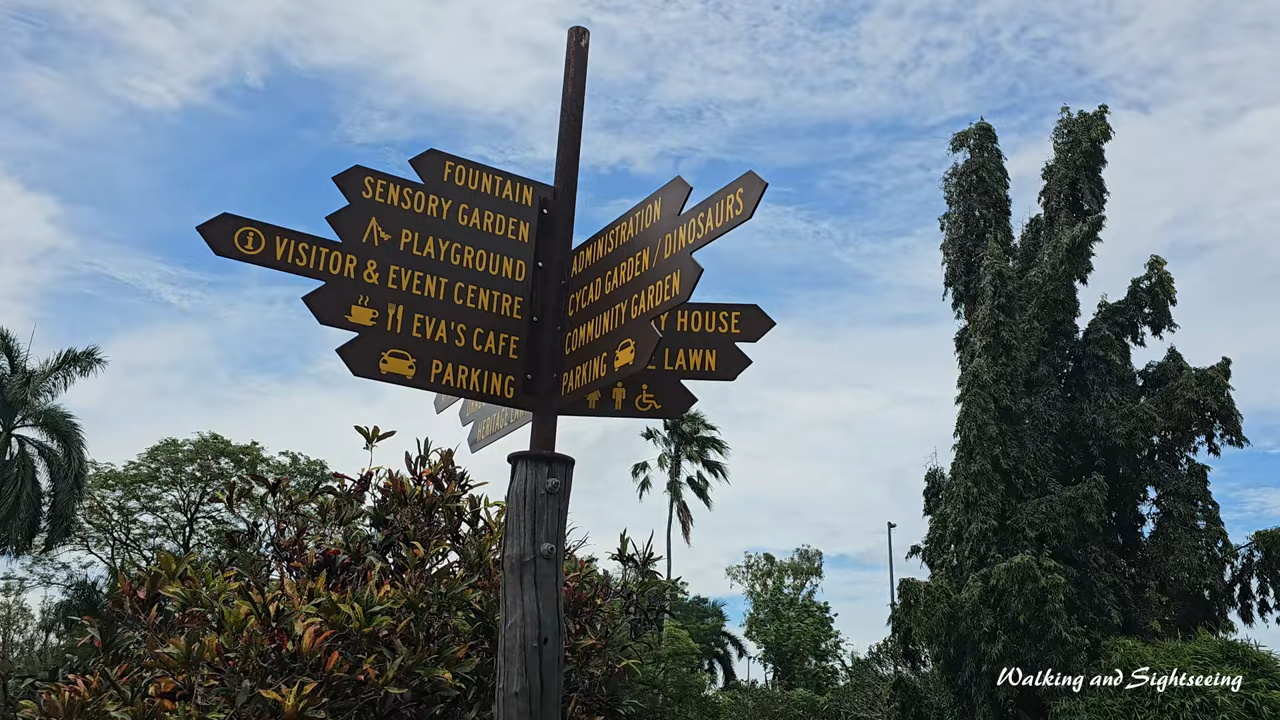 FOUNTAIN
SENSORY GARDEN
PLAYGROUND
VISITOR & EVENT CENTRE
EVA'S CAFE
PARKING
ADMINISTRATION
CYCAD GARDEN / DINOSAURS
COMMUNITY GARDEN
PARKING
Y HOUSE
LAWN
HERITAGE
Walking and Sightseeing